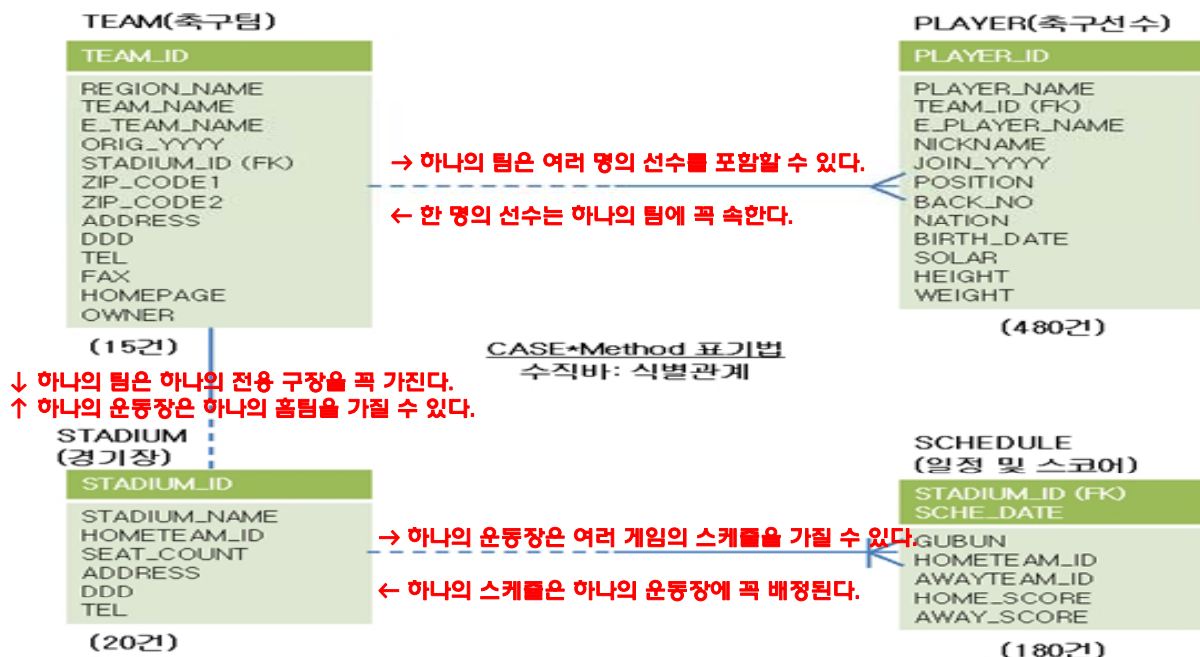 TEAM(축구팀)
TEAM_ID
REGION_NAME
TEAM_NAME
E_TEAM_NAME
ORIG_YYYY
STADIUM_ID (FK)
ZIP_CODE1
ZIP_CODE2
ADDRESS
DDD
TEL
FAX
HOMEPAGE
OWNER
(15건)
→ 하나의 팀은 여러 명의 선수를 포함할 수 있다.
← 한 명의 선수는 하나의 팀에 꼭 속한다.
PLAYER(축구선수)
PLAYER_ID
PLAYER_NAME
TEAM_ID (FK)
E_PLAYER_NAME
NICKNAME
JOIN_YYYY
POSITION
BACK_NO
NATION
BIRTH_DATE
SOLAR
HEIGHT
WEIGHT
(480건)
CASE*Method 표기법
수직바: 식별관계
↓ 하나의 팀은 하나의 전용 구장을 꼭 가진다.
↑ 하나의 운동장은 하나의 홈팀을 가질 수 있다.
STADIUM
(경기장)
STADIUM_ID
STADIUM_NAME
HOMETEAM_ID
SEAT_COUNT
ADDRESS
DDD
TEL
(20건)
→ 하나의 운동장은 여러 게임의 스케줄을 가질 수 있다.
← 하나의 스케줄은 하나의 운동장에 꼭 배정된다.
SCHEDULE
(일정 및 스코어)
STADIUM_ID (FK)
SCHE_DATE
GUBUN
HOMETEAM_ID
AWAYTEAM_ID
HOME_SCORE
AWAY_SCORE
(180건)